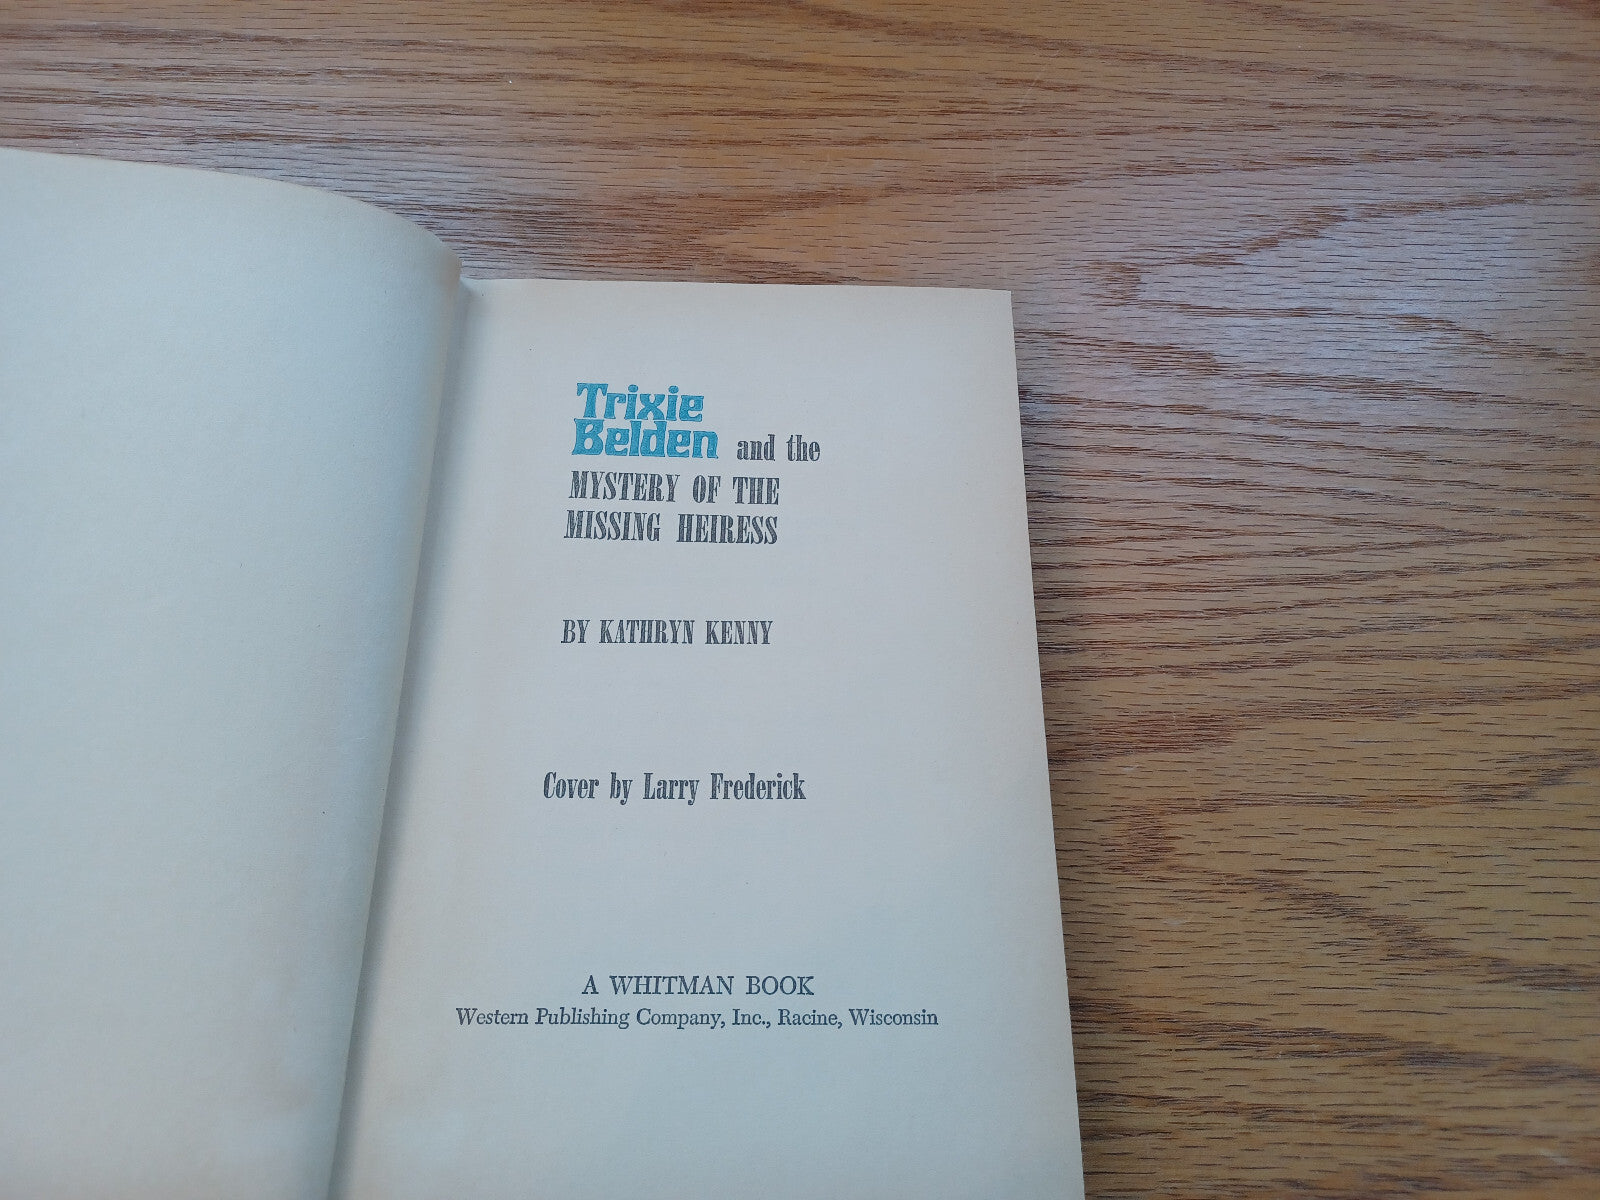 Trixie
Belden and the
MYSTERY OF THE
MISSING HEIRESS
BY KATHRYN KENNY
Cover by Larry Frederick
A WHITMAN BOOK
Western Publishing Company, Inc., Racine, Wisconsin